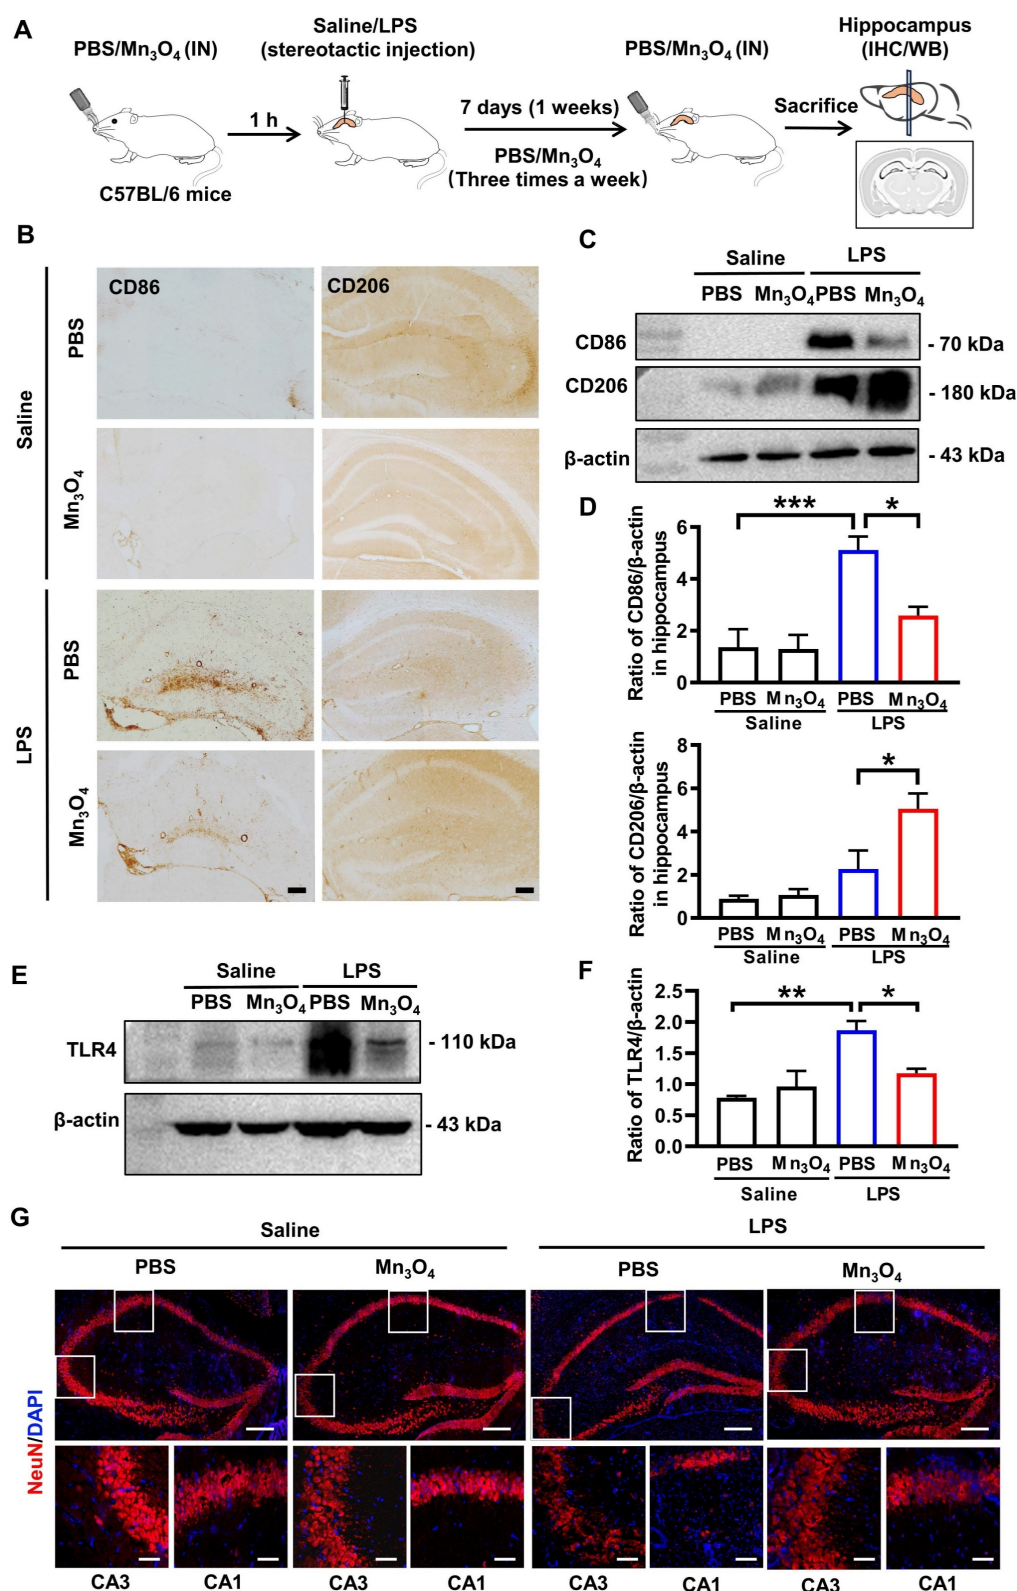 A
PBS/Mn₃O₄ (IN)
Saline/LPS
(stereotactic injection)
PBS/Mn₃O₄ (IN)
Hippocampus
(IHC/WB)
1 h
7 days (1 weeks)
PBS/Mn₃O₄
(Three times a week)
Sacrifice
C57BL/6 mice
B
CD86
CD206
Saline
PBS
Mn₃O₄
LPS
PBS
Mn₃O₄
C
Saline
LPS
PBS
Mn₃O₄
PBS
Mn₃O₄
CD86
- 70 kDa
CD206
- 180 kDa
β-actin
- 43 kDa
D
Ratio of CD86/β-actin
in hippocampus
6
4
2
0
***
*
PBS
Mn₃O₄
PBS
Mn₃O₄
Saline
LPS
Ratio of CD206/β-actin
in hippocampus
8
6
4
2
0
*
PBS
Mn₃O₄
PBS
Mn₃O₄
Saline
LPS
E
Saline
LPS
PBS
Mn₃O₄
PBS
Mn₃O₄
TLR4
- 110 kDa
β-actin
- 43 kDa
F
Ratio of TLR4/β-actin
2.5
2.0
1.5
1.0
0.5
0.0
**
*
PBS
Mn₃O₄
PBS
Mn₃O₄
Saline
LPS
G
Saline
LPS
PBS
Mn₃O₄
PBS
Mn₃O₄
NeuN/DAPI
CA3
CA1
CA3
CA1
CA3
CA1
CA3
CA1